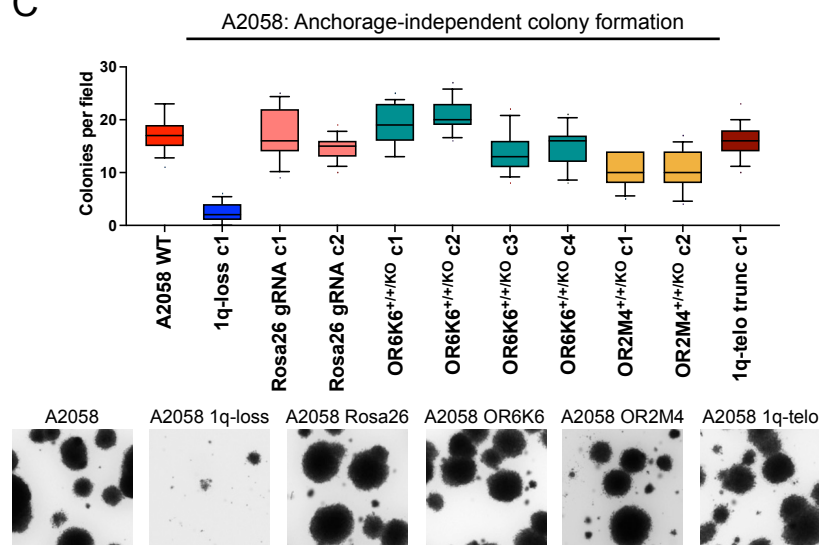 C
A2058: Anchorage-independent colony formation
Colonies per field
30
20
10
0
A2058 WT
1q-loss c1
Rosa26 gRNA c1
Rosa26 gRNA c2
OR6K6+/+/KO c1
OR6K6+/+/KO c2
OR6K6+/+/KO c3
OR6K6+/+/KO c4
OR2M4+/+/KO c1
OR2M4+/+/KO c2
1q-telo trunc c1
A2058 A2058 1q-loss A2058 Rosa26 A2058 OR6K6 A2058 OR2M4 A2058 1q-telo